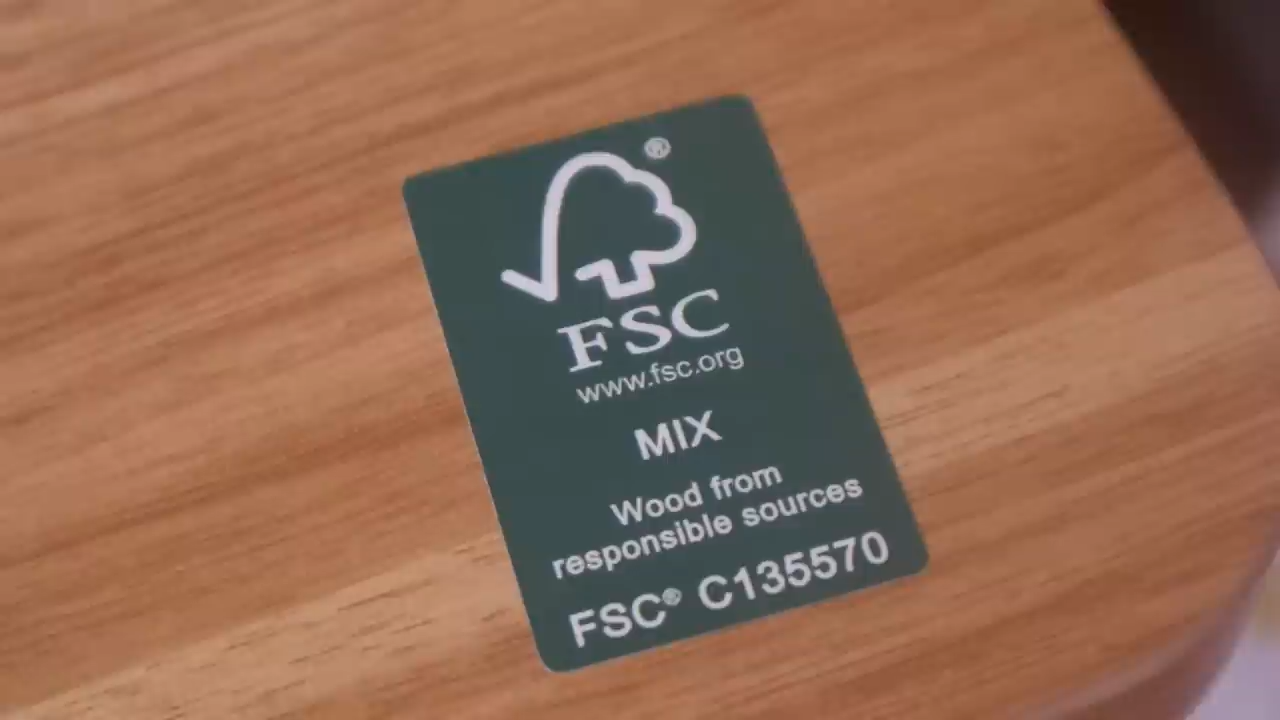 ®
FSC
www.fsc.org
MIX
Wood from
responsible sources
FSC® C135570